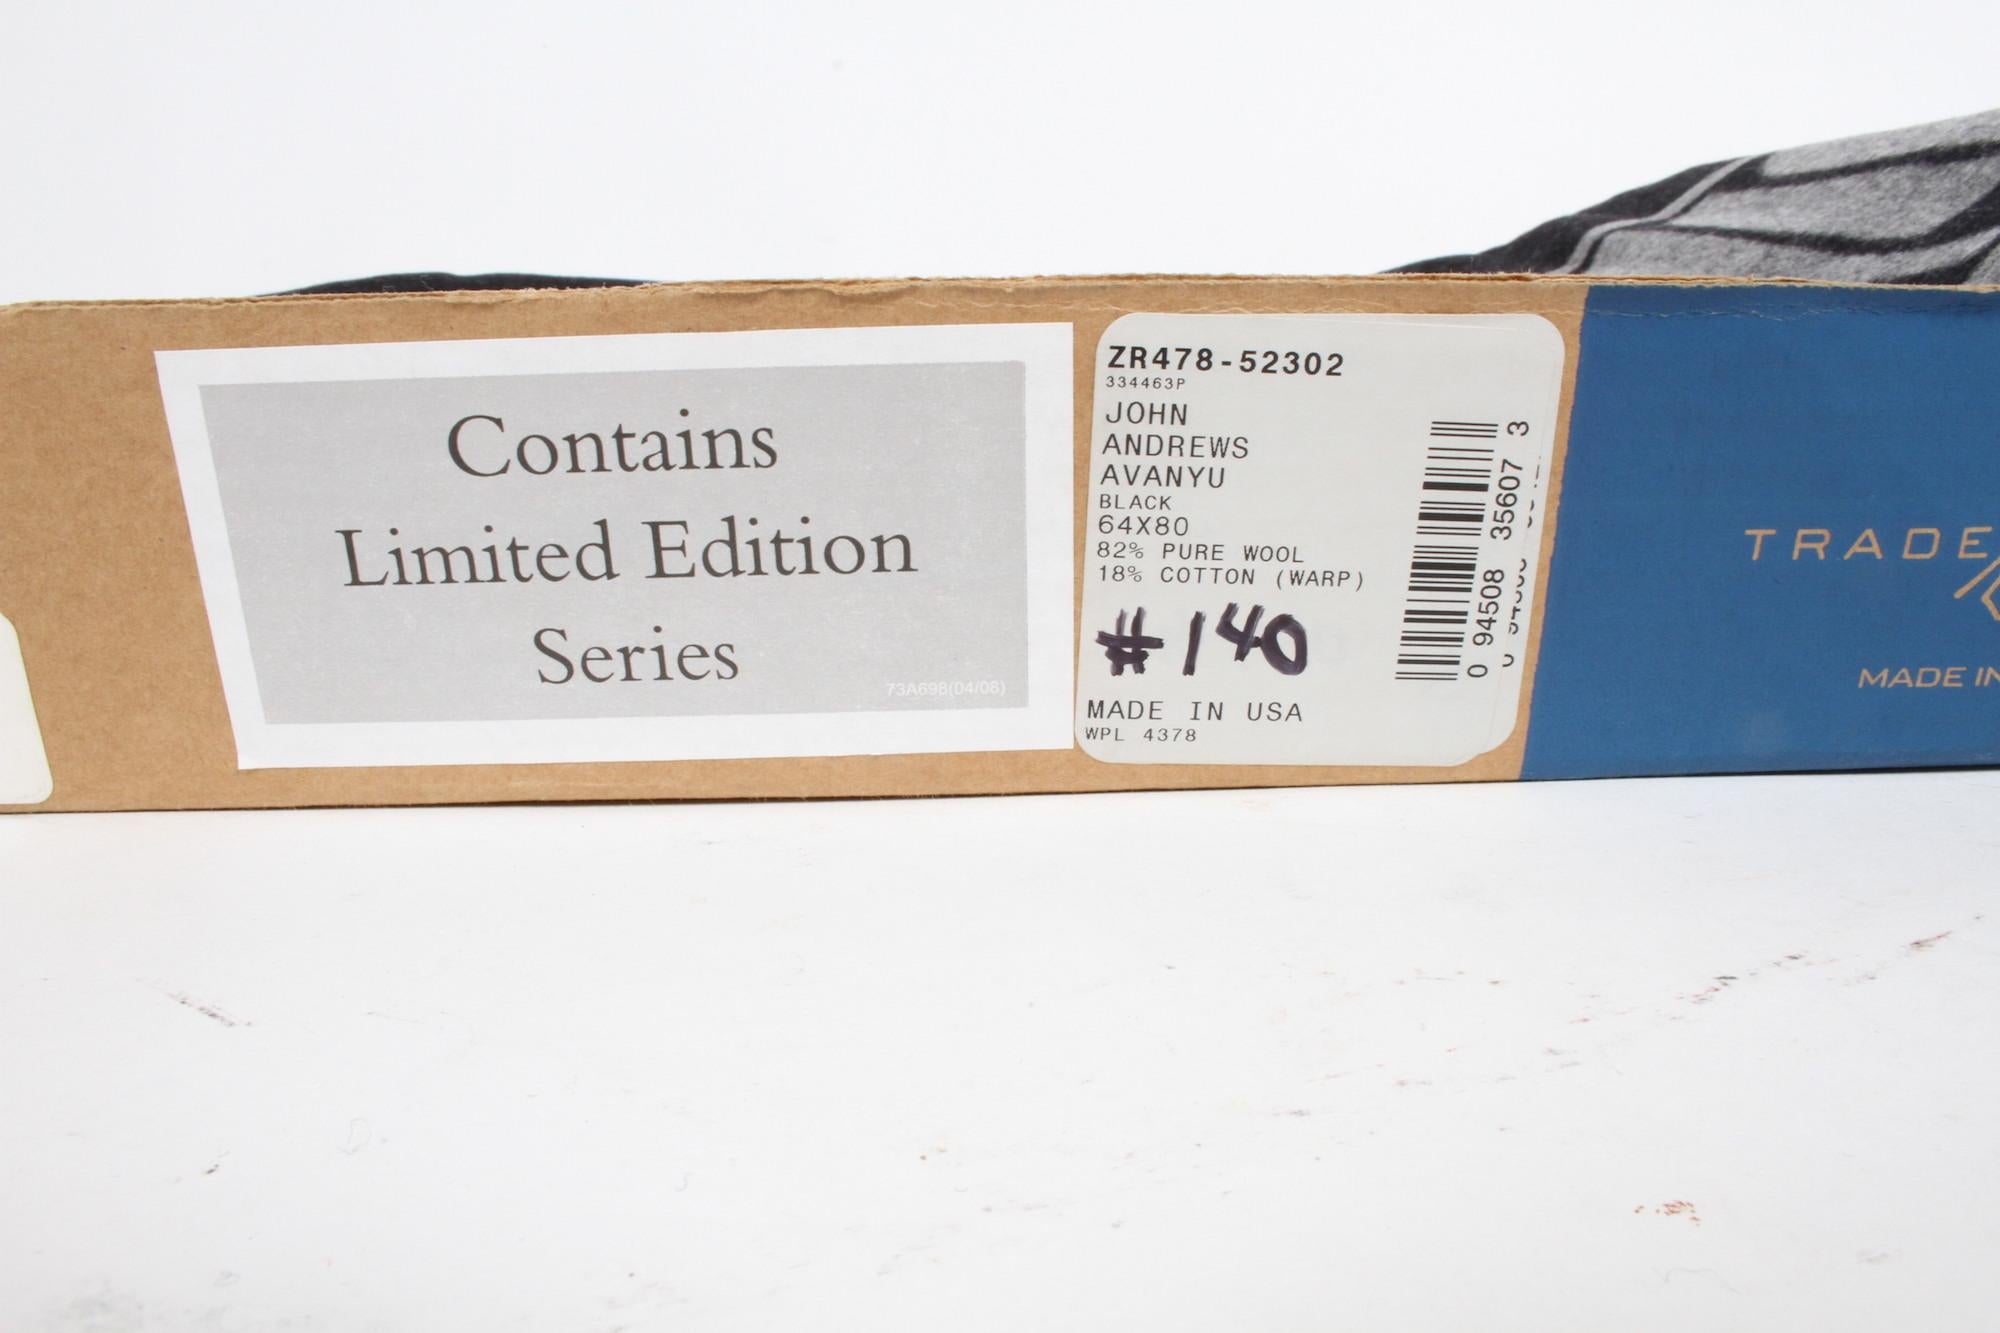 Contains
Limited Edition
Series
73A698(04/08)
ZR478-52302
334463P
JOHN
ANDREWS
AVANYU
BLACK
64X80
82% PURE WOOL
18% COTTON (WARP)
#140
MADE IN USA
WPL 4378
0 94508 35607 3
TRADE
MADE IN